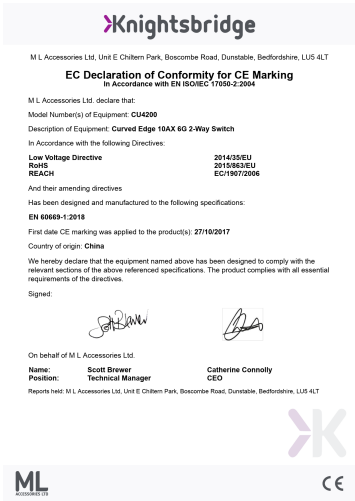 Knightsbridge
M L Accessories Ltd, Unit E Chiltern Park, Boscombe Road, Dunstable, Bedfordshire, LU5 4LT
EC Declaration of Conformity for CE Marking
In Accordance with EN ISO/IEC 17050-2:2004
M L Accessories Ltd. declare that:
Model Number(s) of Equipment: CU4200
Description of Equipment: Curved Edge 10AX 6G 2-Way Switch
In Accordance with the following Directives:
Low Voltage Directive 2014/35/EU
RoHS 2015/863/EU
REACH EC/1907/2006
And their amending directives
Has been designed and manufactured to the following specifications:
EN 60669-1:2018
First date CE marking was applied to the product(s): 27/10/2017
Country of origin: China
We hereby declare that the equipment named above has been designed to comply with the
relevant sections of the above referenced specifications. The product complies with all essential
requirements of the directives.
Signed:
Scott Brewer
On behalf of M L Accessories Ltd.
Name: Scott Brewer Catherine Connolly
Position: Technical Manager CEO
Reports held: M L Accessories Ltd, Unit E Chiltern Park, Boscombe Road, Dunstable, Bedfordshire, LU5 4LT
ML
ACCESSORIES LTD
CE